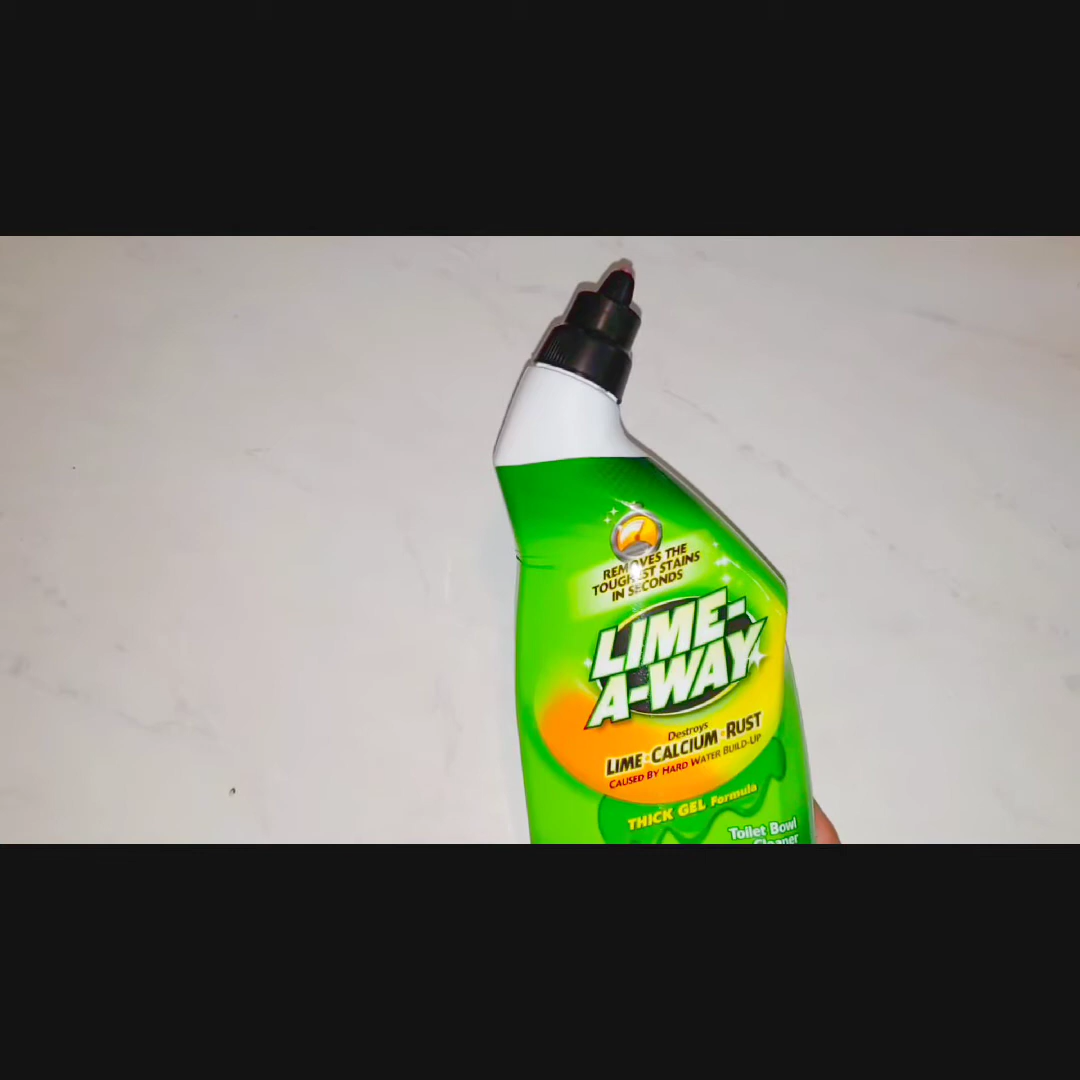 REMOVES THE
TOUGHEST STAINS
IN SECONDS
LIME-
A-WAY
Destroys
LIME·CALCIUM·RUST
CAUSED BY HARD WATER BUILD-UP
THICK GEL Formula
Toilet Bowl
Cleaner